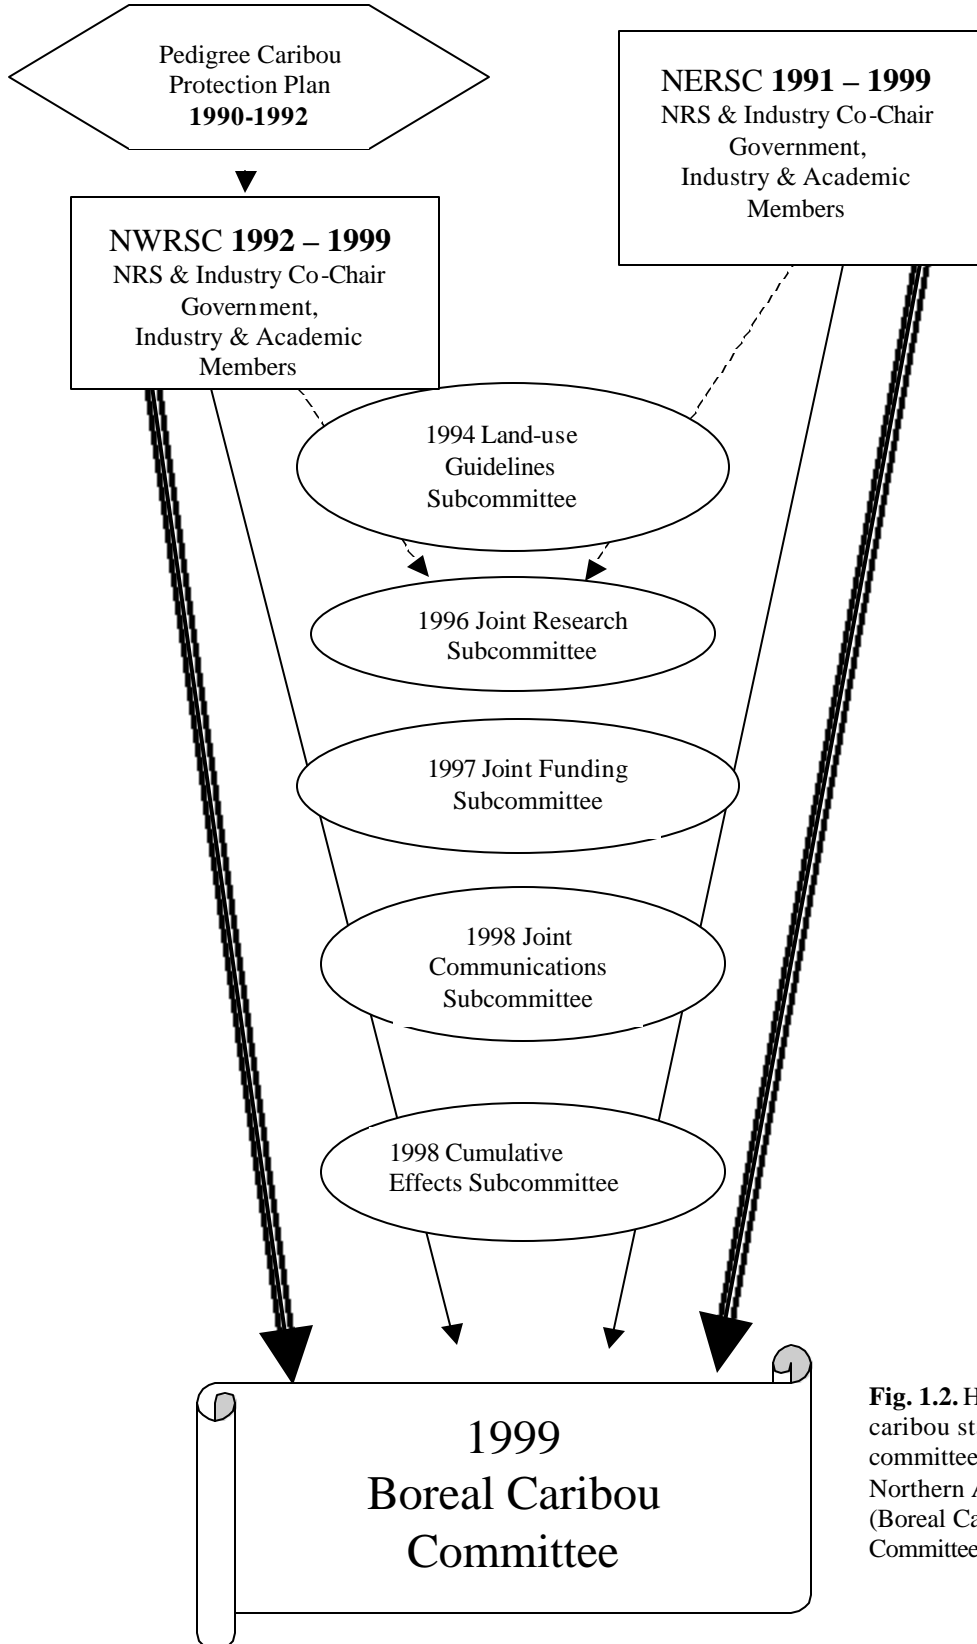 Pedigree Caribou
Protection Plan
1990-1992
NERSC 1991 – 1999
NRS & Industry Co-Chair
Government,
Industry & Academic
Members
NWRSC 1992 – 1999
NRS & Industry Co-Chair
Government,
Industry & Academic
Members
1994 Land-use
Guidelines
Subcommittee
1996 Joint Research
Subcommittee
1997 Joint Funding
Subcommittee
1998 Joint
Communications
Subcommittee
1998 Cumulative
Effects Subcommittee
1999
Boreal Caribou
Committee
Fig. 1.2.
caribou
committee
Northern
(Boreal
Committee